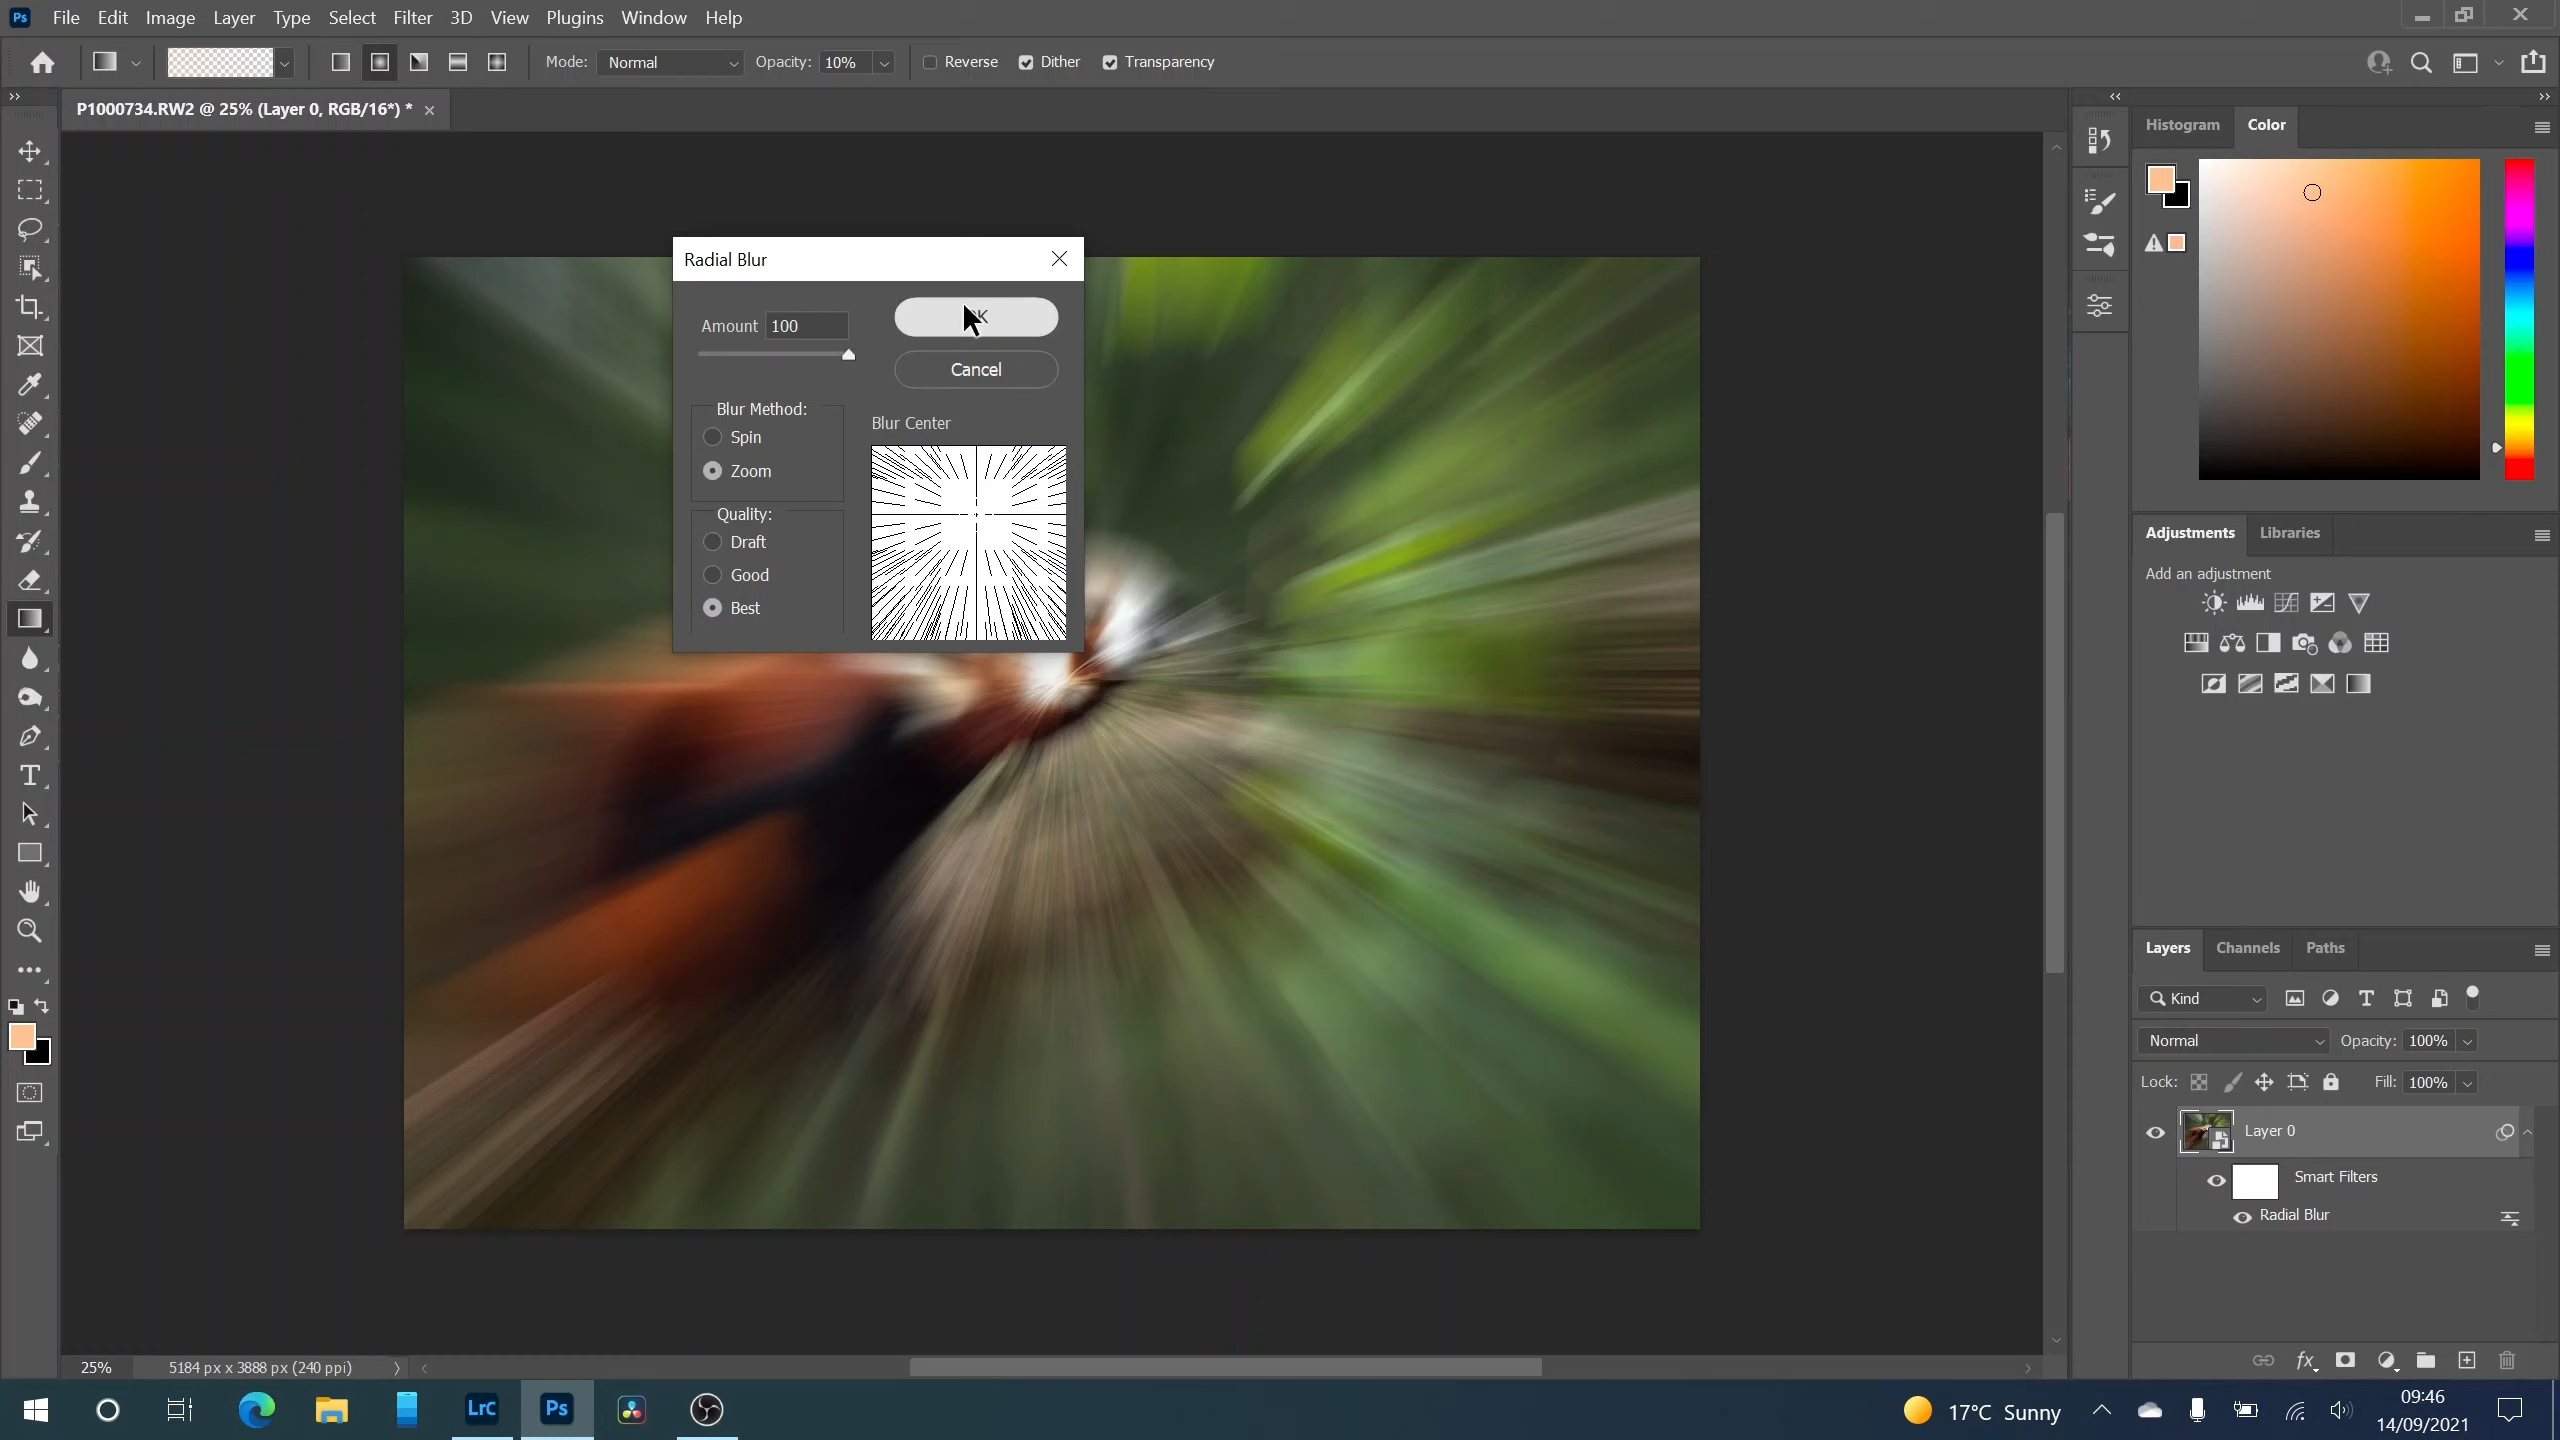 Ps File Edit Image Layer Type Select Filter 3D View Plugins Window Help
Mode: Normal Opacity: 10% Reverse Dither Transparency
P1000734.RW2 @ 25% (Layer 0, RGB/16*) *
Histogram Color
Radial Blur
Amount 100
Cancel
Blur Method:
Spin
Zoom
Quality:
Draft
Good
Best
Blur Center
Adjustments Libraries
Add an adjustment
Layers Channels Paths
Kind
Normal Opacity: 100%
Lock: Fill: 100%
Layer 0
Smart Filters
Radial Blur
25% 5184 px x 3888 px (240 ppi)
LrC Ps
17°C Sunny
09:46
14/09/2021